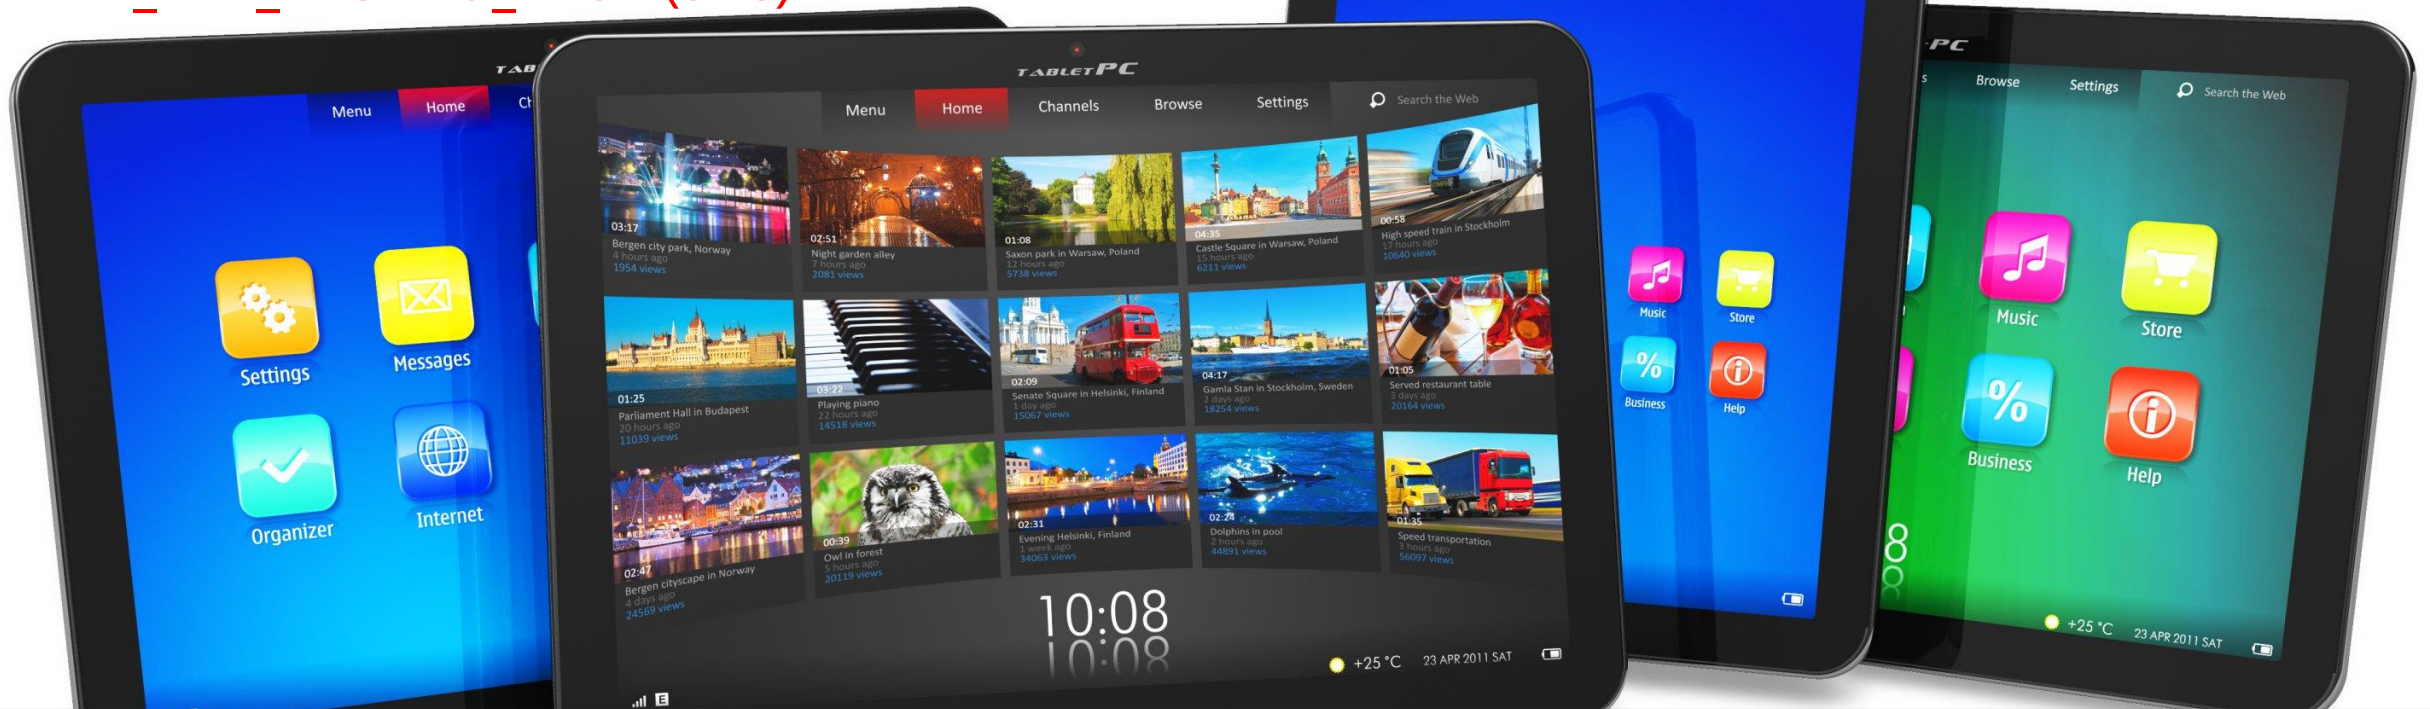 TABLET PC
Menu
Home
Settings
Messages
Organizer
Internet
TABLET PC
Menu
Home
Channels
Browse
Settings
Search the Web
03:17
Bergen city park, Norway
4 hours ago
1954 views
02:51
Night garden alley
7 hours ago
2081 views
01:08
Saxon park in Warsaw, Poland
12 hours ago
5738 views
04:35
Castle Square in Warsaw, Poland
15 hours ago
6211 views
00:58
High speed train in Stockholm
17 hours ago
10640 views
01:25
Parliament Hall in Budapest
20 hours ago
11039 views
03:22
Playing piano
22 hours ago
14518 views
02:09
Senate Square in Helsinki, Finland
1 day ago
15067 views
04:17
Gamla Stan in Stockholm, Sweden
2 days ago
18254 views
01:05
Served restaurant table
3 days ago
20164 views
02:47
Bergen cityscape in Norway
4 days ago
24569 views
00:39
Owl in forest
5 hours ago
20119 views
02:31
Evening Helsinki, Finland
1 week ago
34063 views
02:24
Dolphins in pool
2 hours ago
44891 views
01:35
Speed transportation
3 hours ago
56097 views
10:08
+25 °C
23 APR 2011 SAT
E
Music
Store
%
Business
Help
PC
Browse
Settings
Search the Web
Music
Store
%
Business
Help
8
+25 °C
23 APR 2011 SAT